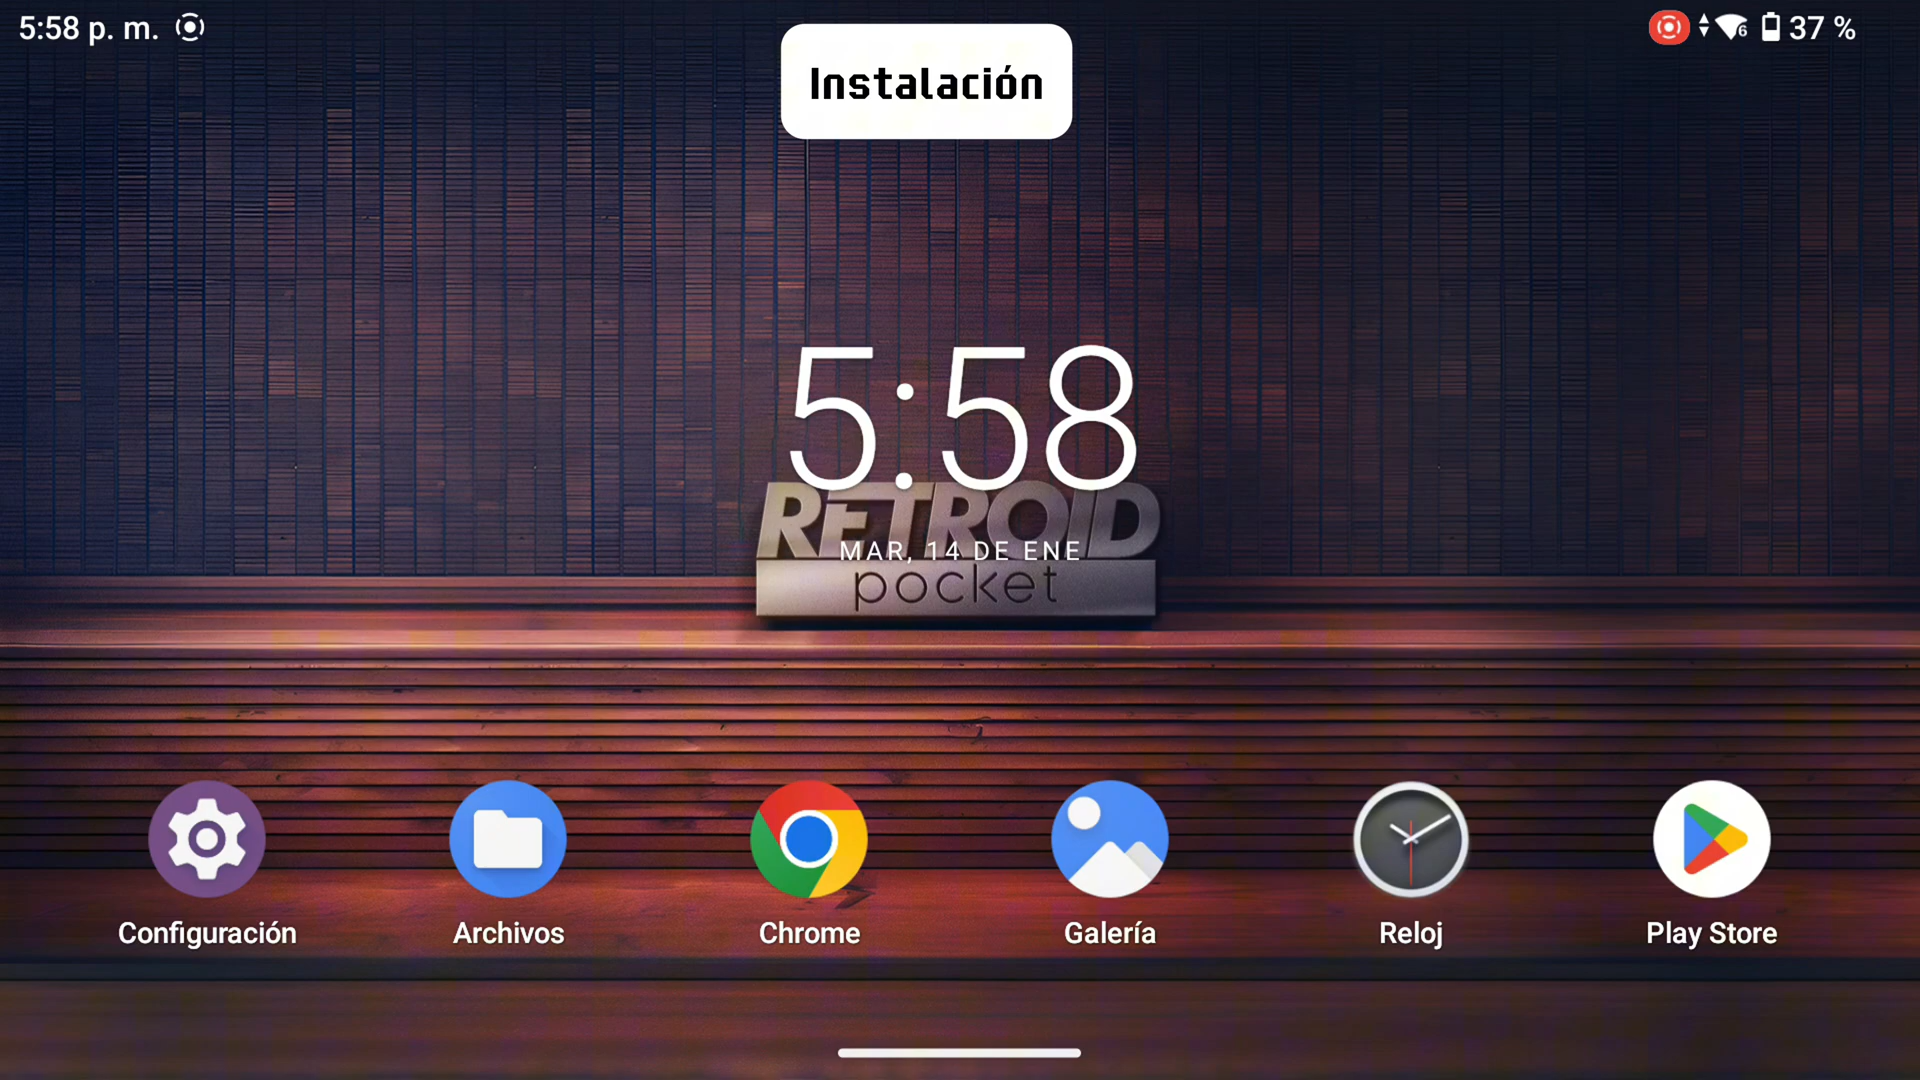 5:58 p. m.
6 37 %
Instalación
5:58
RETROID
MAR, 14 DE ENE
pocket
Configuración
Archivos
Chrome
Galería
Reloj
Play Store